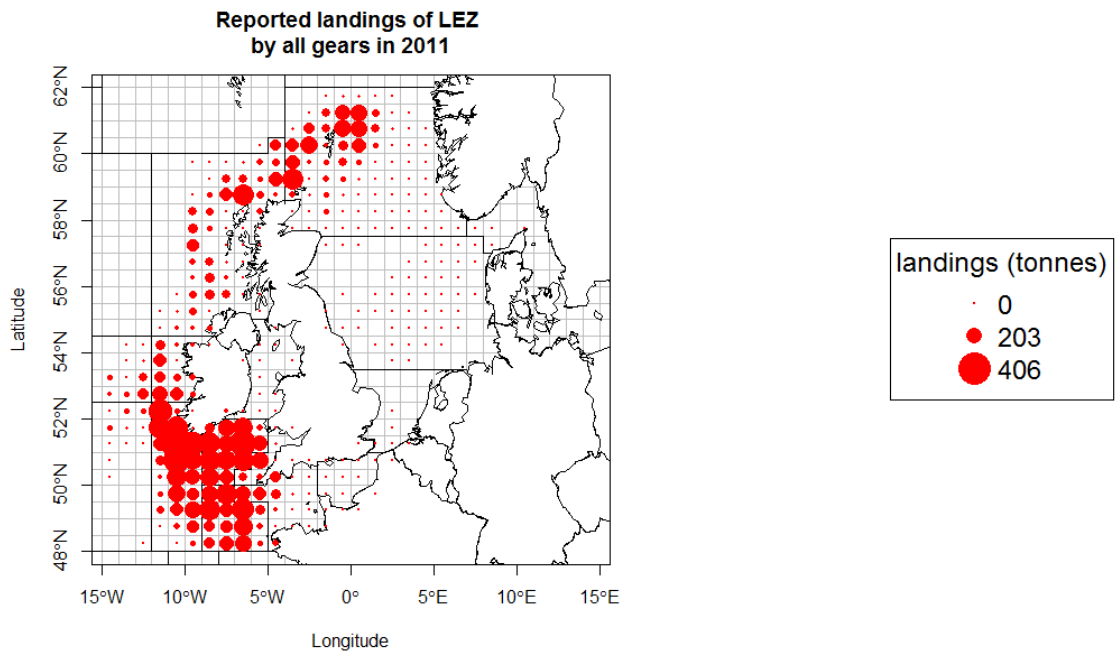 Reported landings of LEZ
by all gears in 2011
62°N
60°N
58°N
56°N
54°N
52°N
50°N
48°N
Latitude
15°W
10°W
5°W
0°
5°E
10°E
15°E
Longitude
landings (tonnes)
0
203
406